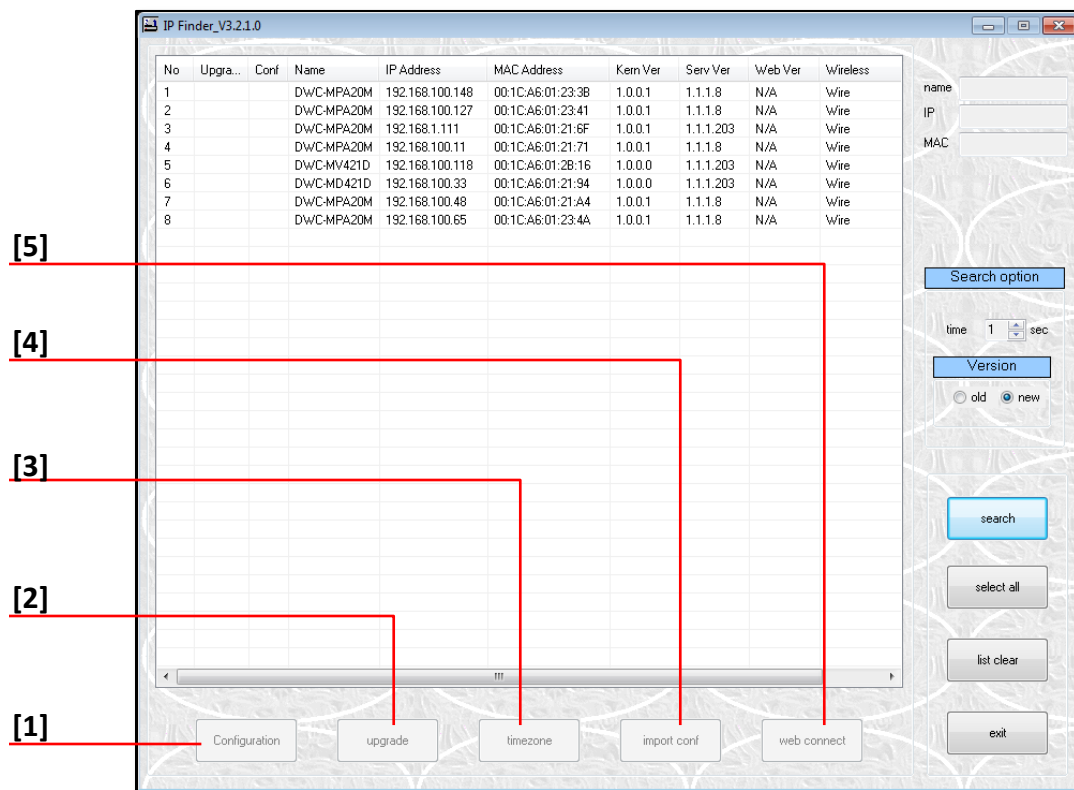 IP Finder_V3.2.1.0
No Upgra... Conf Name IP Address MAC Address Kern Ver Serv Ver Web Ver Wireless
1 DWC-MPA20M 192.168.100.148 00:1C:A6:01:23:3B 1.0.0.1 1.1.1.8 N/A Wire
2 DWC-MPA20M 192.168.100.127 00:1C:A6:01:23:41 1.0.0.1 1.1.1.8 N/A Wire
3 DWC-MPA20M 192.168.1.111 00:1C:A6:01:21:6F 1.0.0.1 1.1.1.203 N/A Wire
4 DWC-MPA20M 192.168.100.11 00:1C:A6:01:21:71 1.0.0.1 1.1.1.8 N/A Wire
5 DWC-MV421D 192.168.100.118 00:1C:A6:01:2B:16 1.0.0.0 1.1.1.203 N/A Wire
6 DWC-MD421D 192.168.100.33 00:1C:A6:01:21:94 1.0.0.0 1.1.1.203 N/A Wire
7 DWC-MPA20M 192.168.100.48 00:1C:A6:01:21:A4 1.0.0.1 1.1.1.8 N/A Wire
8 DWC-MPA20M 192.168.100.65 00:1C:A6:01:23:4A 1.0.0.1 1.1.1.8 N/A Wire
name
IP
MAC
[5]
Search option
time 1 sec
[4]
Version
old new
[3]
search
[2]
select all
list clear
[1]
Configuration upgrade timezone import conf web connect
exit